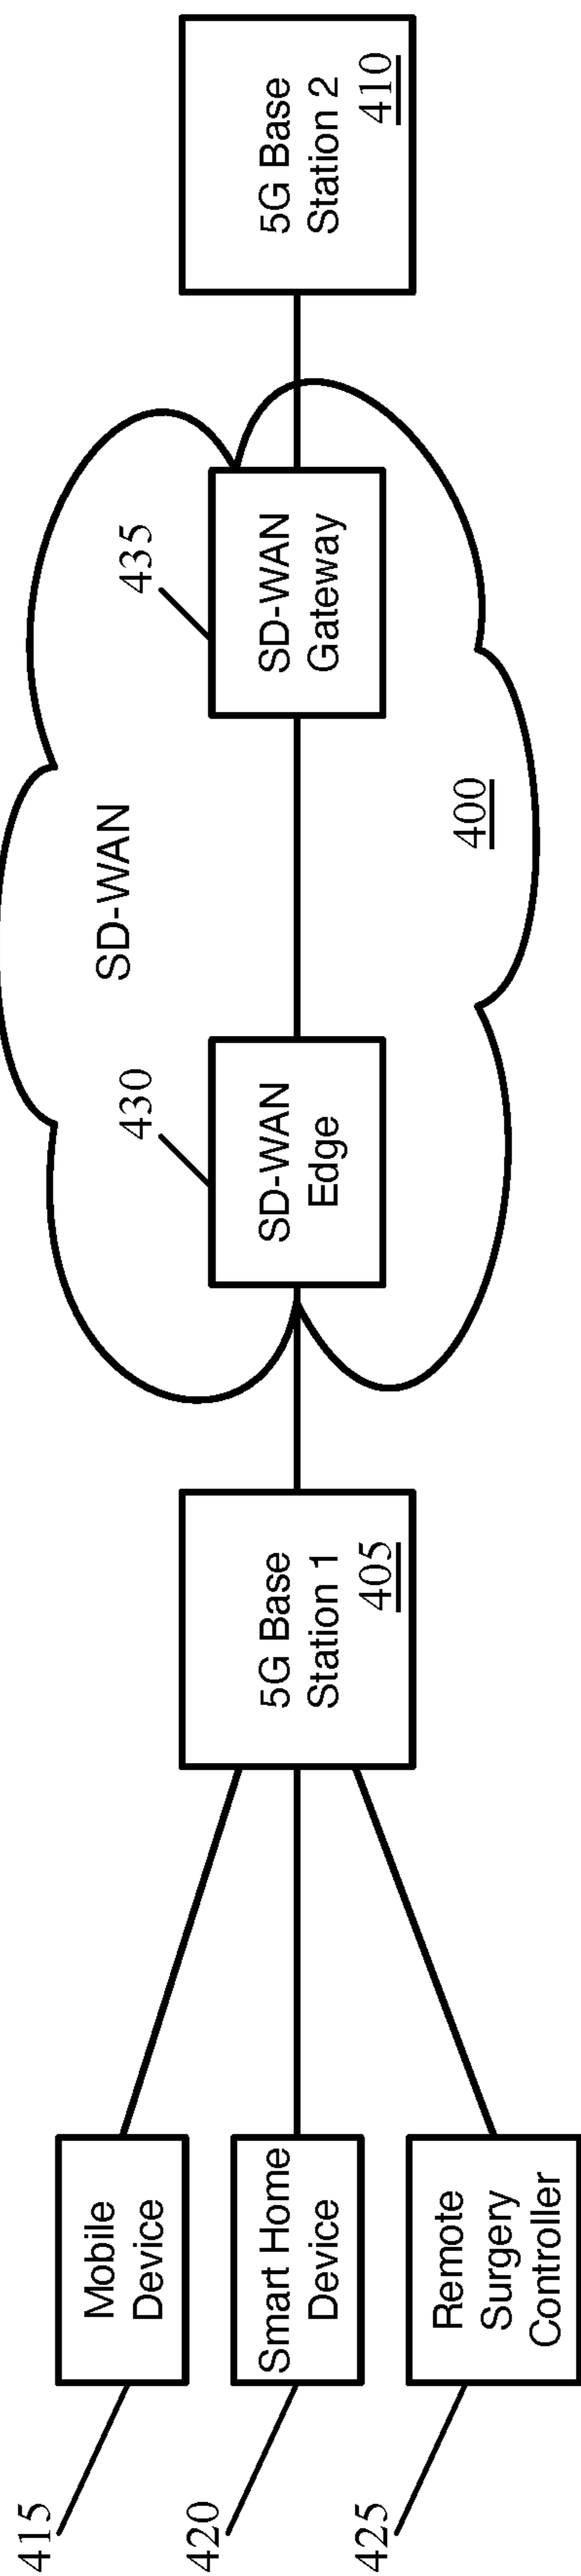 415
Mobile
Device
420
Smart Home
Device
425
Remote
Surgery
Controller
5G Base
Station 1
405
SD-WAN
430
SD-WAN
Edge
435
SD-WAN
Gateway
400
5G Base
Station 2
410